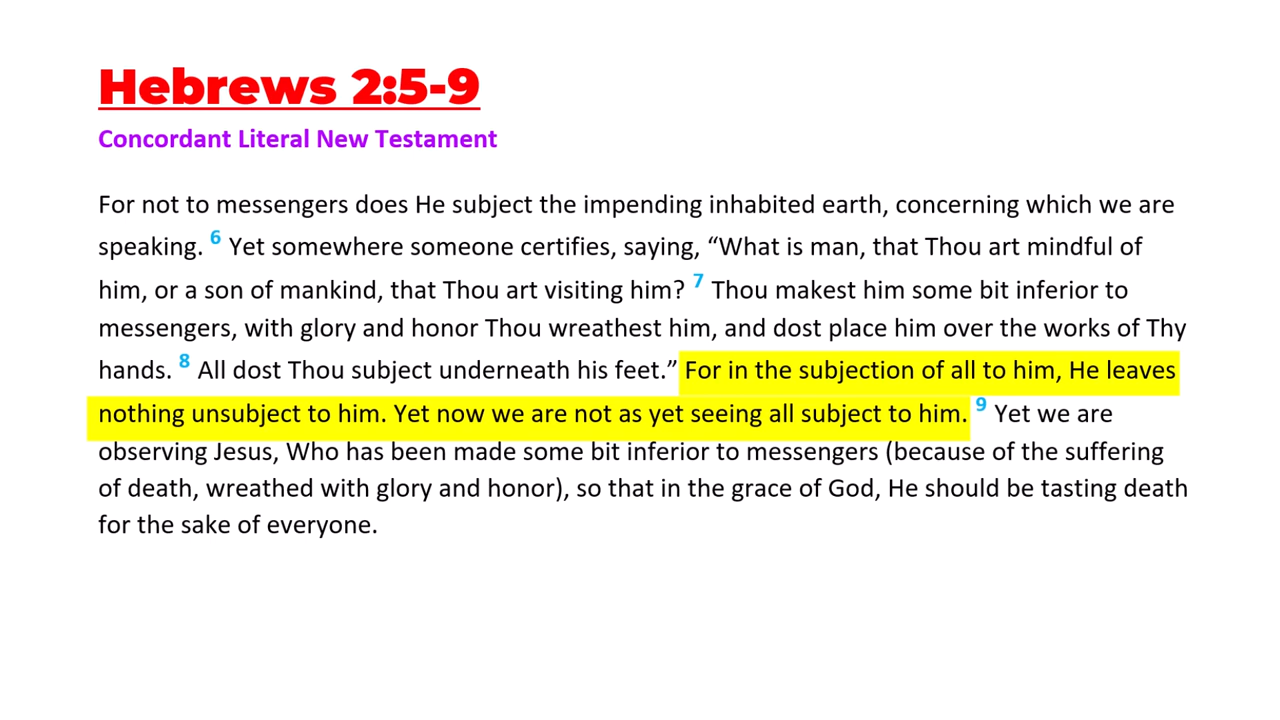 Hebrews 2:5-9
Concordant Literal New Testament
For not to messengers does He subject the impending inhabited earth, concerning which we are
speaking. 6 Yet somewhere someone certifies, saying, “What is man, that Thou art mindful of
him, or a son of mankind, that Thou art visiting him? 7 Thou makest him some bit inferior to
messengers, with glory and honor Thou wreathest him, and dost place him over the works of Thy
hands. 8 All dost Thou subject underneath his feet.” For in the subjection of all to him, He leaves
nothing unsubject to him. Yet now we are not as yet seeing all subject to him. 9 Yet we are
observing Jesus, Who has been made some bit inferior to messengers (because of the suffering
of death, wreathed with glory and honor), so that in the grace of God, He should be tasting death
for the sake of everyone.